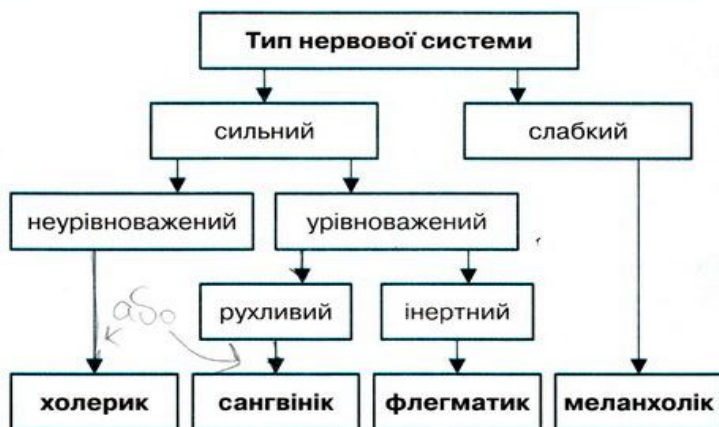 Тип нервової системи
сильний
слабкий
неурівноважений
урівноважений
рухливий
інертний
або
холерик
сангвінік
флегматик
меланхолік